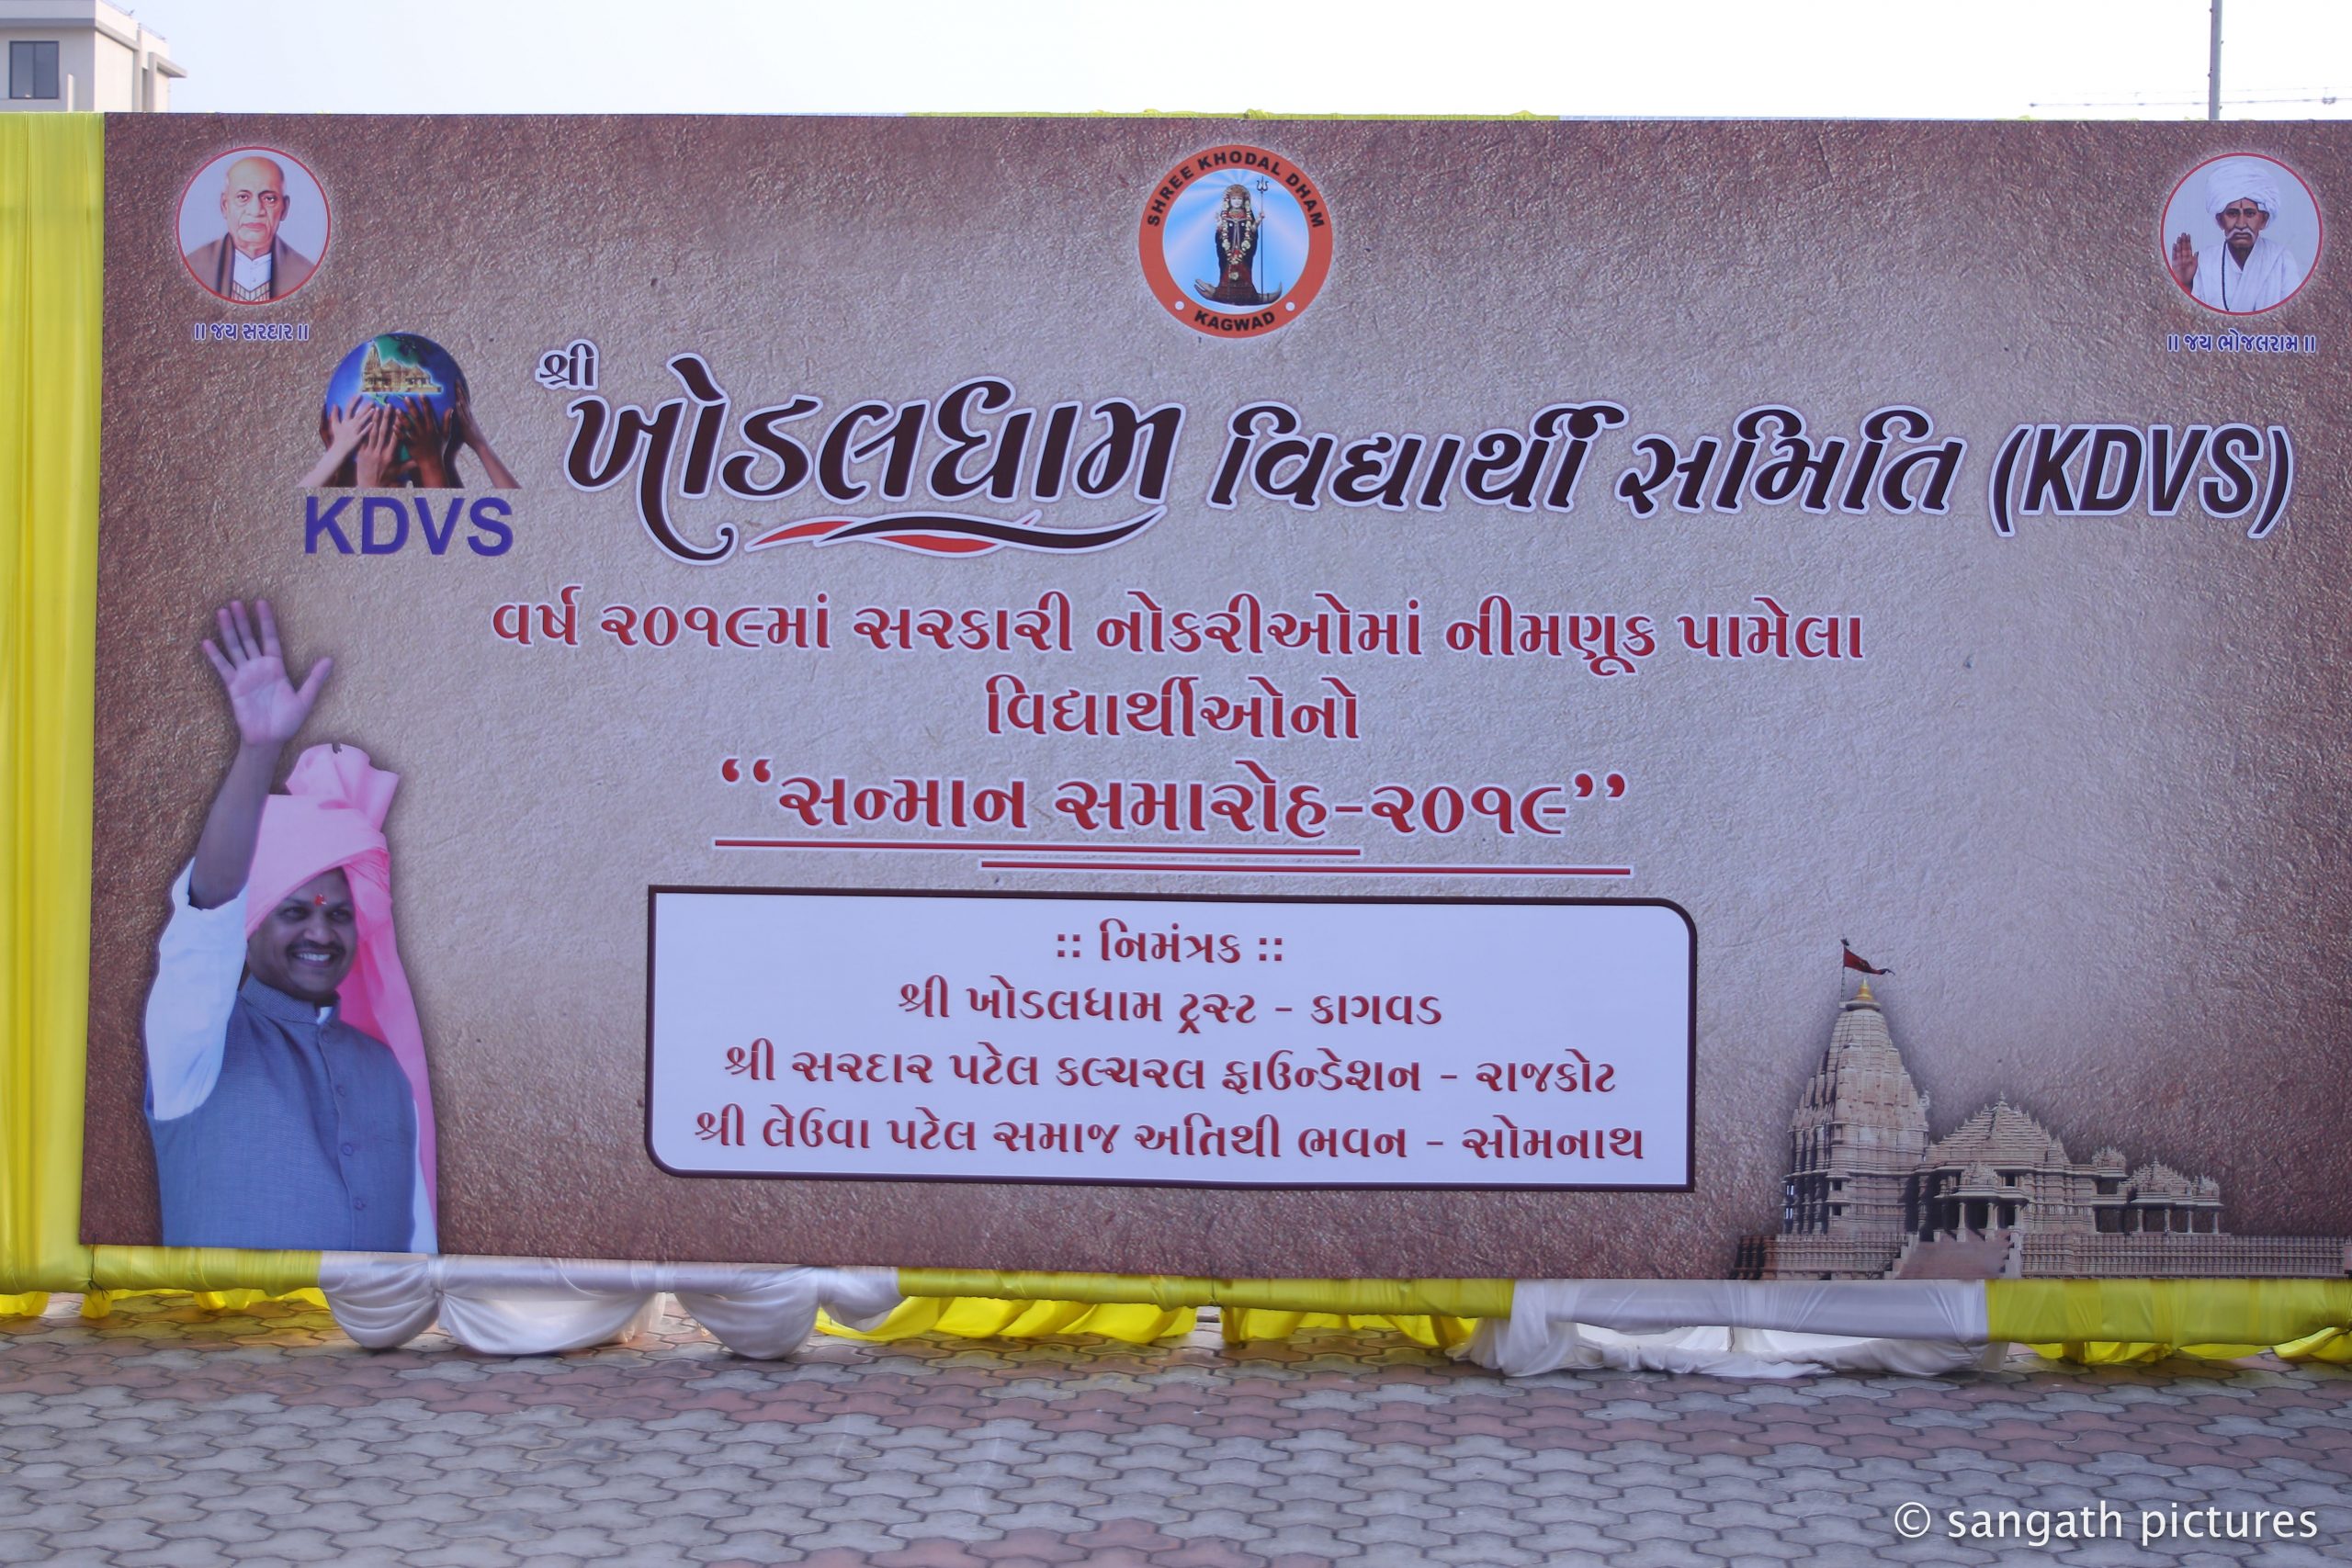 SHREE KHODAL DHAM
KAGWAD
॥ જય સરદાર ॥
॥ જય ભોજલરામ ॥
KDVS
શ્રી ખોડલધામ વિદ્યાર્થી સમિતિ (KDVS)
વર્ષ ૨૦૧૯માં સરકારી નોકરીઓમાં નીમણૂક પામેલા
વિદ્યાર્થીઓનો
“સન્માન સમારોહ-૨૦૧૯”
:: નિમંત્રક ::
શ્રી ખોડલધામ ટ્રસ્ટ - કાગવડ
શ્રી સરદાર પટેલ કલ્ચરલ ફાઉન્ડેશન - રાજકોટ
શ્રી લેઉવા પટેલ સમાજ અતિથી ભવન - સોમનાથ
© sangath pictures